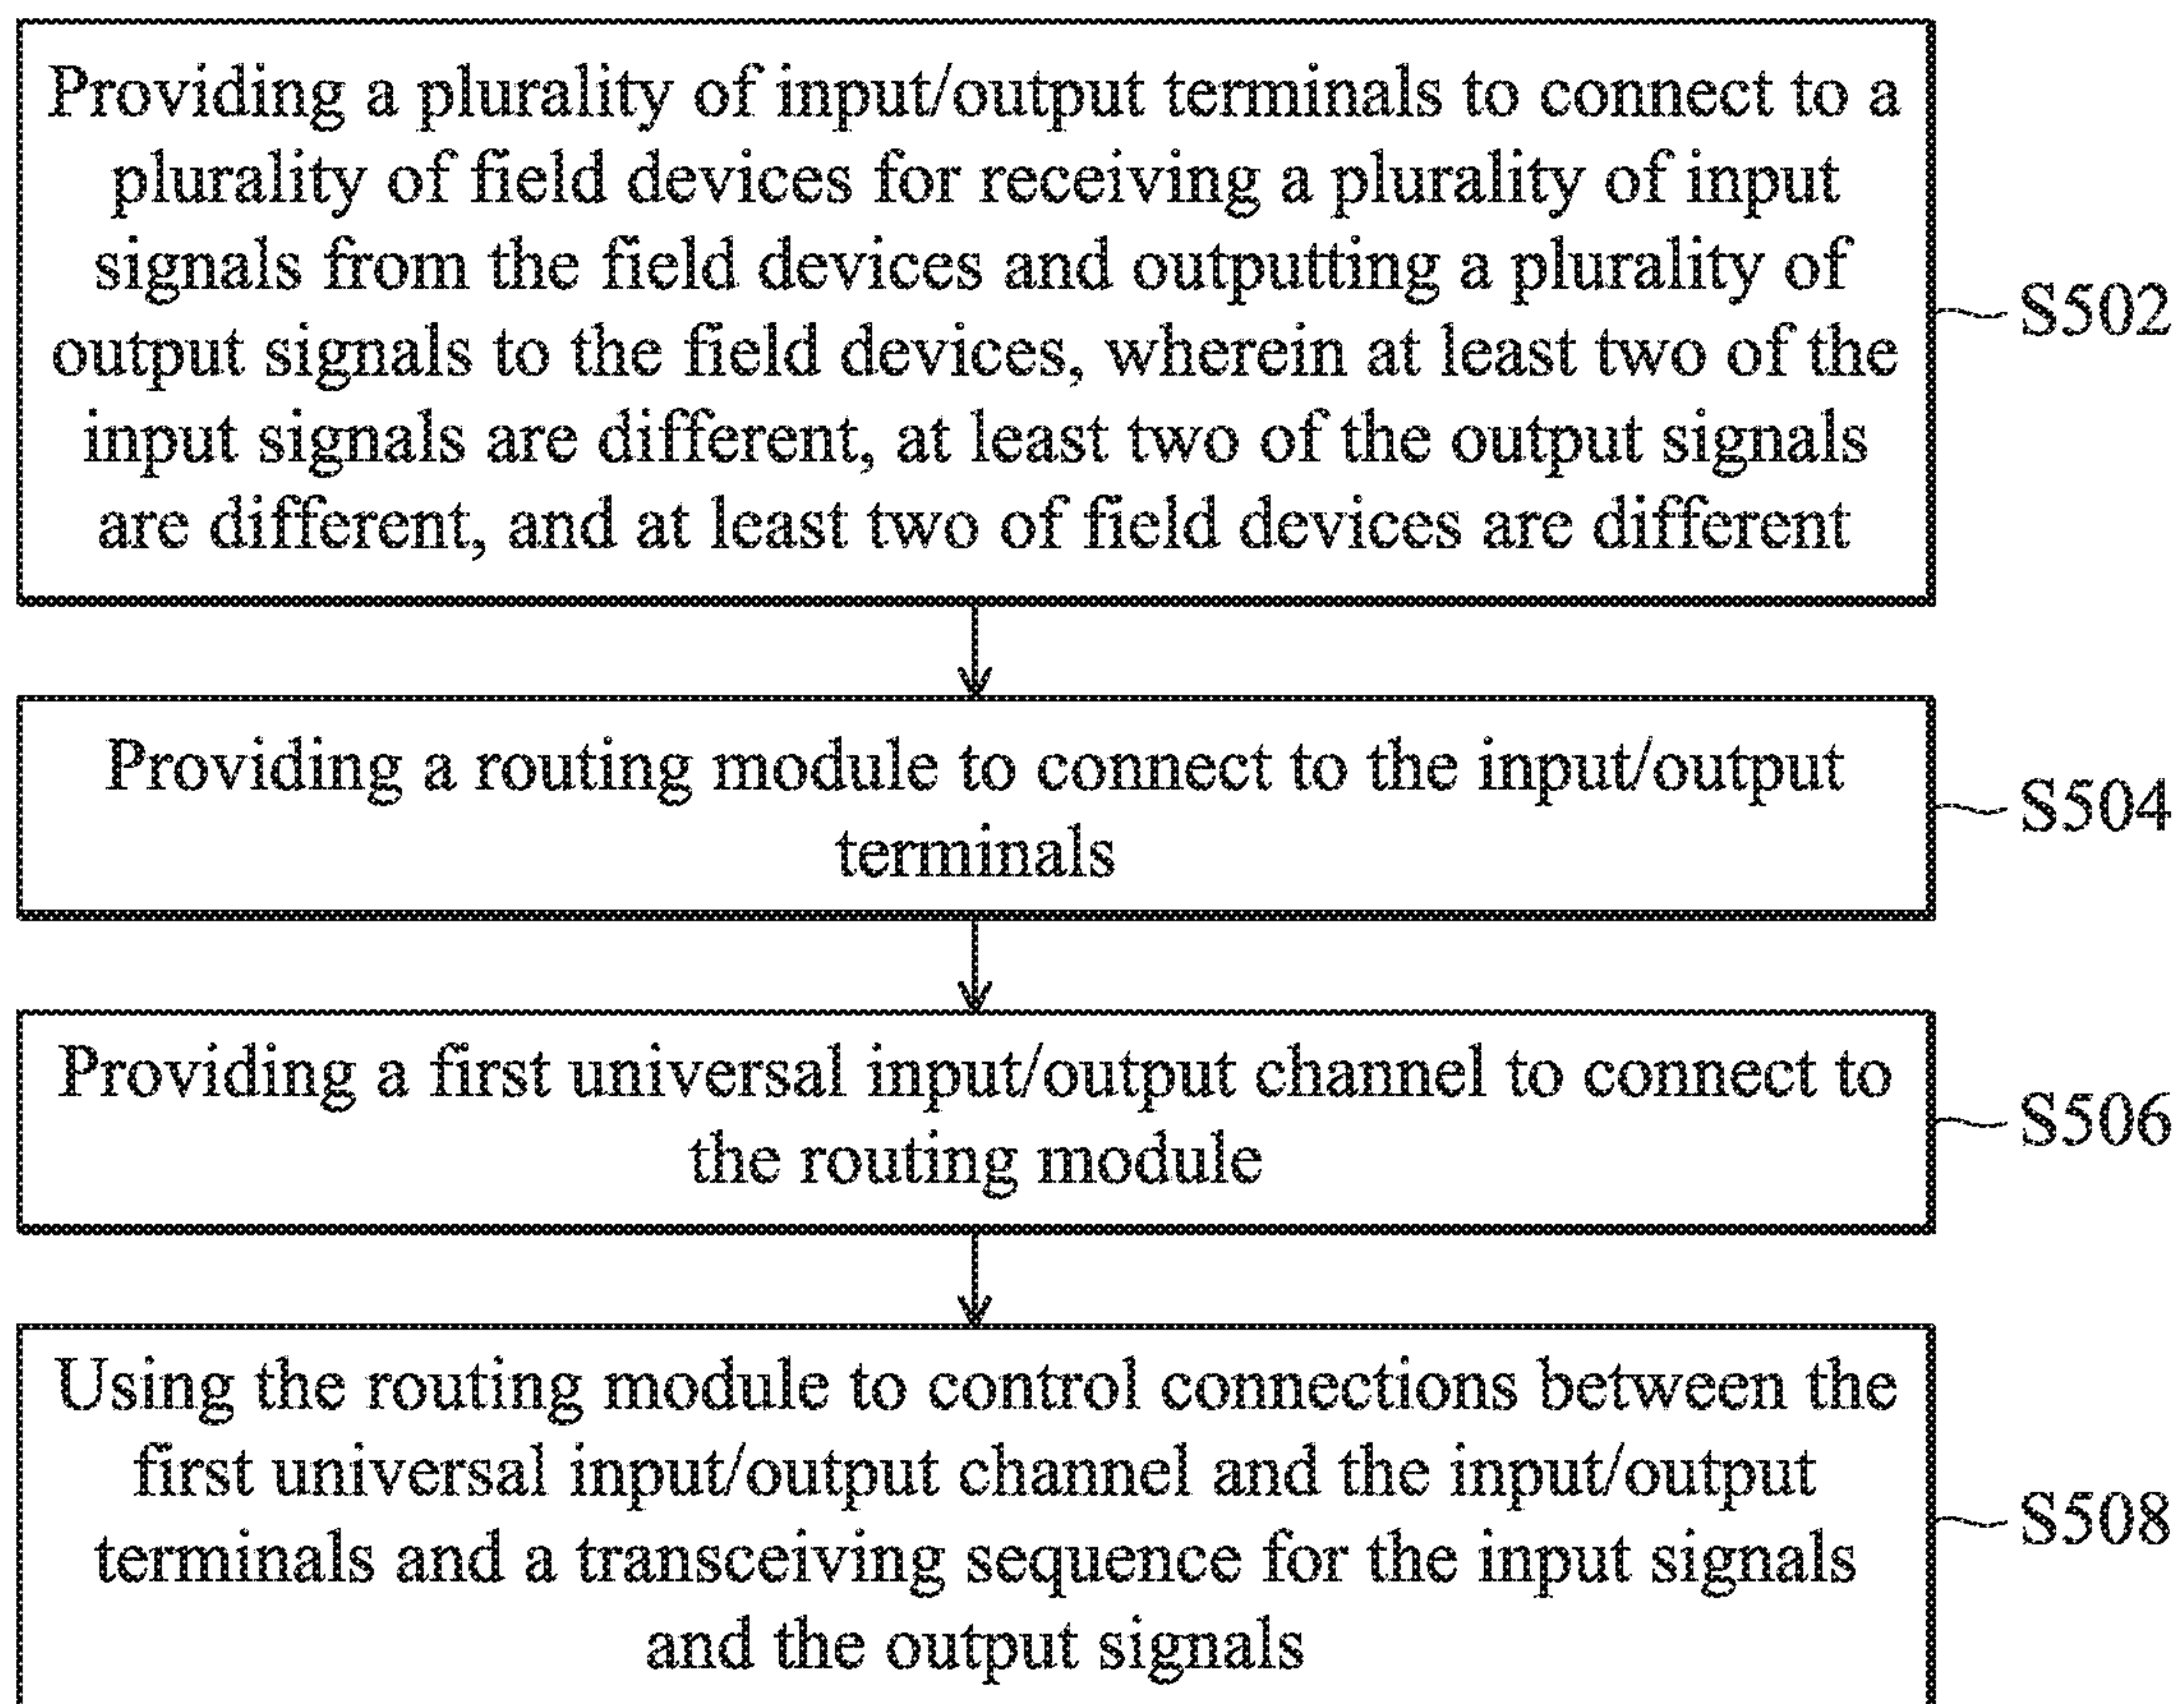 Providing a plurality of input/output terminals to connect to a
plurality of field devices for receiving a plurality of input
signals from the field devices and outputting a plurality of
output signals to the field devices, wherein at least two of the
input signals are different, at least two of the output signals
are different, and at least two of field devices are different
S502
Providing a routing module to connect to the input/output
terminals
S504
Providing a first universal input/output channel to connect to
the routing module
S506
Using the routing module to control connections between the
first universal input/output channel and the input/output
terminals and a transceiving sequence for the input signals
and the output signals
S508